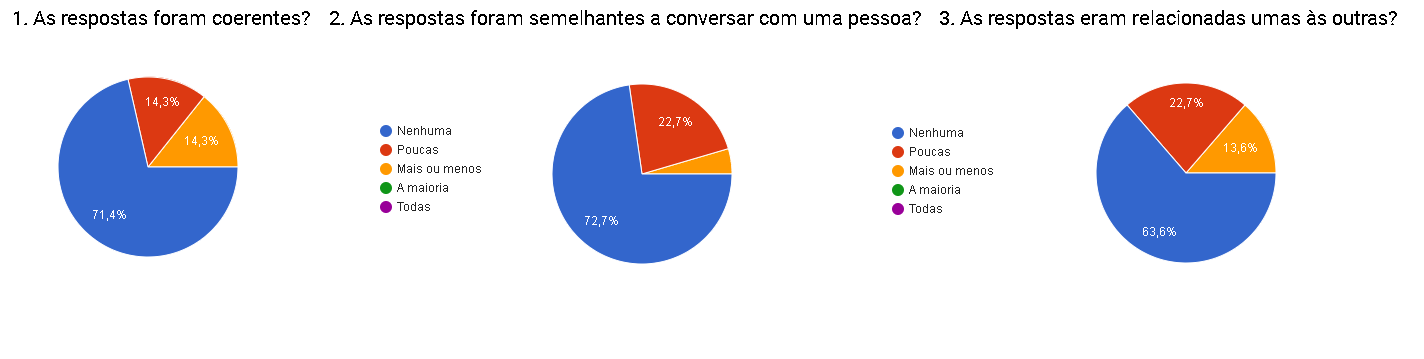 1. As respostas foram coerentes?
2. As respostas foram semelhantes a conversar com uma pessoa?
3. As respostas eram relacionadas umas às outras?
14,3%
14,3%
71,4%
Nenhuma
Poucas
Mais ou menos
A maioria
Todas
22,7%
72,7%
Nenhuma
Poucas
Mais ou menos
A maioria
Todas
22,7%
13,6%
63,6%